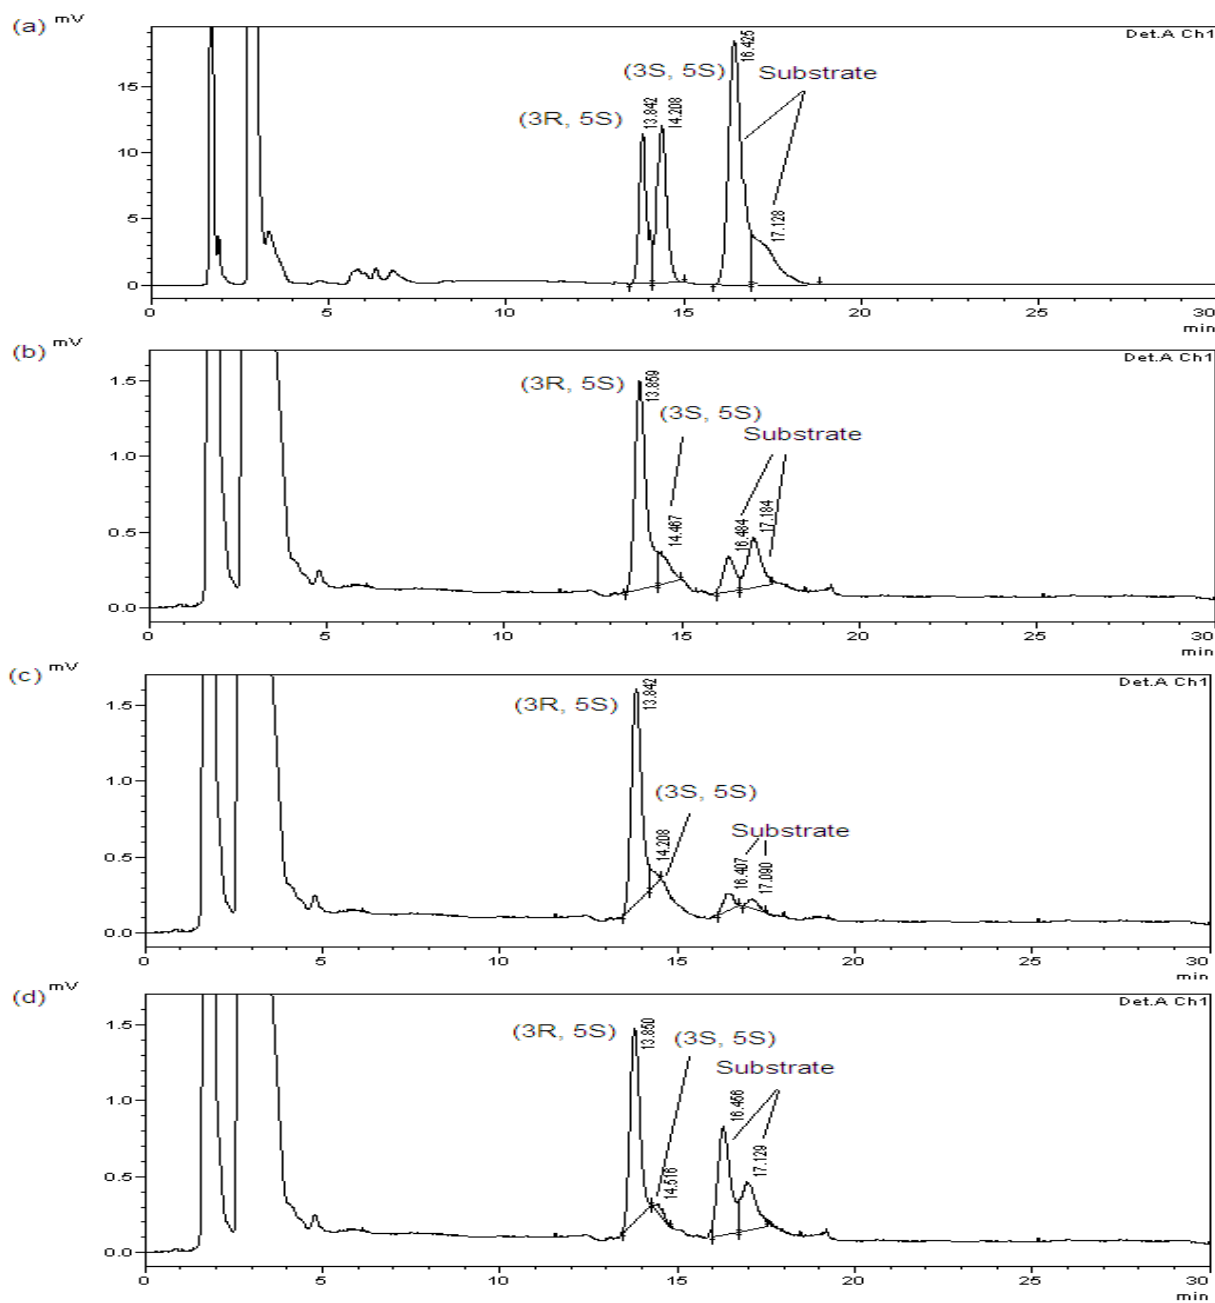 (a) mV
Det.A Ch1
(3R, 5S)
13.842
(3S, 5S)
14.208
16.425
Substrate
17.128
15
10
5
0
0 5 10 15 20 25 30
min
(b) mV
Det.A Ch1
(3R, 5S)
13.859
(3S, 5S)
14.467
Substrate
16.484
17.184
1.5
1.0
0.5
0.0
0 5 10 15 20 25 30
min
(c) mV
Det.A Ch1
(3R, 5S)
13.842
(3S, 5S)
14.208
Substrate
16.407
17.090
1.5
1.0
0.5
0.0
0 5 10 15 20 25 30
min
(d) mV
Det.A Ch1
(3R, 5S)
13.850
(3S, 5S)
14.516
Substrate
16.456
17.129
1.5
1.0
0.5
0.0
0 5 10 15 20 25 30
min